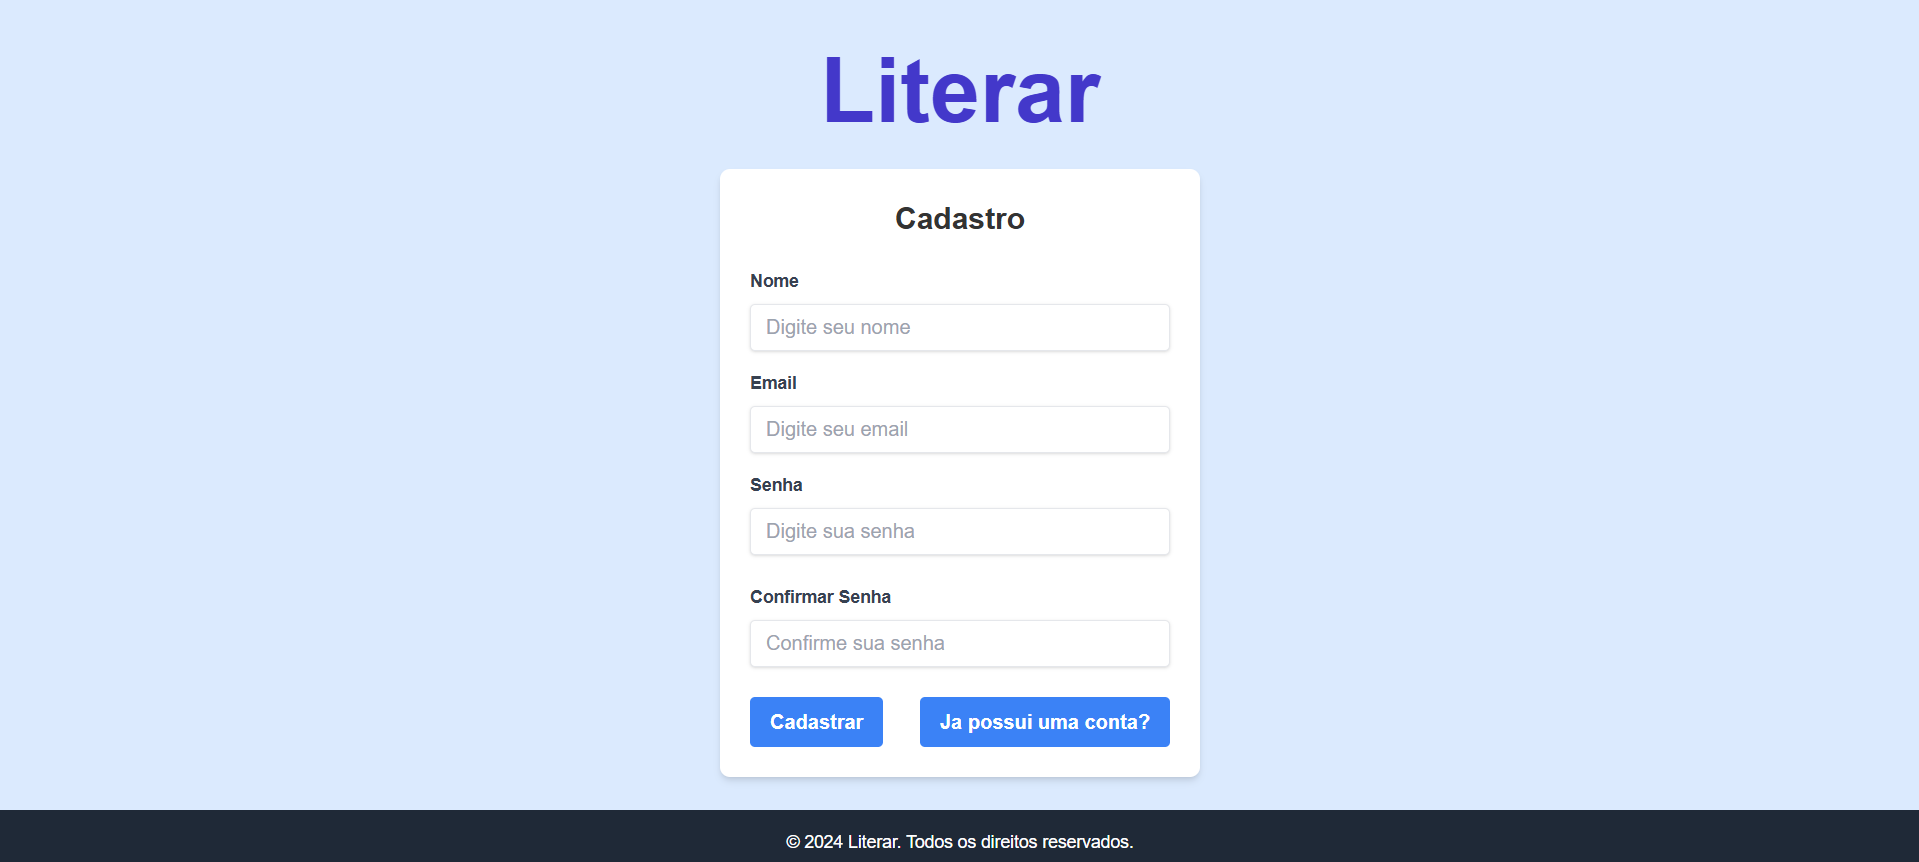 Literar
Cadastro
Nome
Digite seu nome
Email
Digite seu email
Senha
Digite sua senha
Confirmar Senha
Confirme sua senha
Cadastrar
Ja possui uma conta?
© 2024 Literar. Todos os direitos reservados.